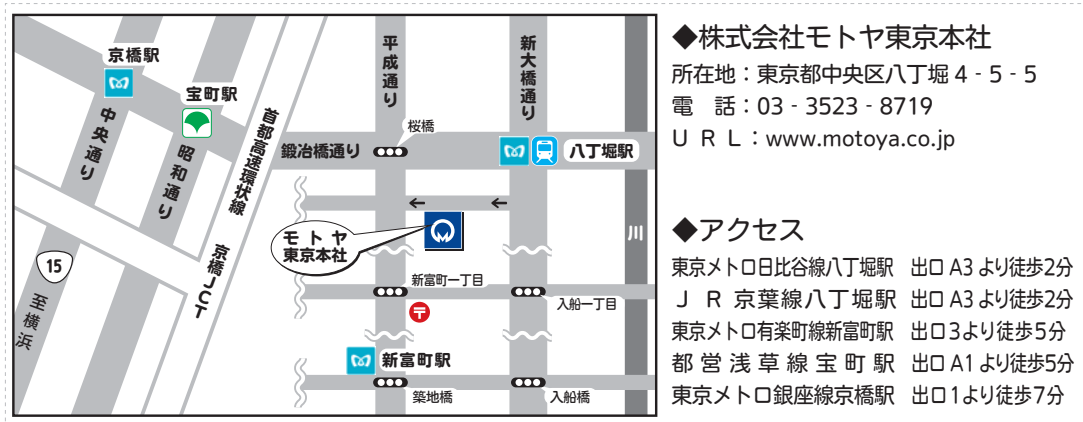 京橋駅
宝町駅
中央通り
昭和通り
首都高速環状線
京橋JCT
15
至横浜
平成通り
新大橋通り
桜橋
鍛冶橋通り
八丁堀駅
モトヤ
東京本社
川
新富町一丁目
入船一丁目
〒
新富町駅
築地橋
入船橋
◆株式会社モトヤ東京本社
所在地：東京都中央区八丁堀 4 - 5 - 5
電　話：03 - 3523 - 8719
U R L：www.motoya.co.jp
◆アクセス
東京メトロ日比谷線八丁堀駅　出口 A3 より徒歩2分
J R 京葉線八丁堀駅　出口 A3 より徒歩2分
東京メトロ有楽町線新富町駅　出口3より徒歩5分
都営浅草線宝町駅　出口 A1 より徒歩5分
東京メトロ銀座線京橋駅　出口1より徒歩7分